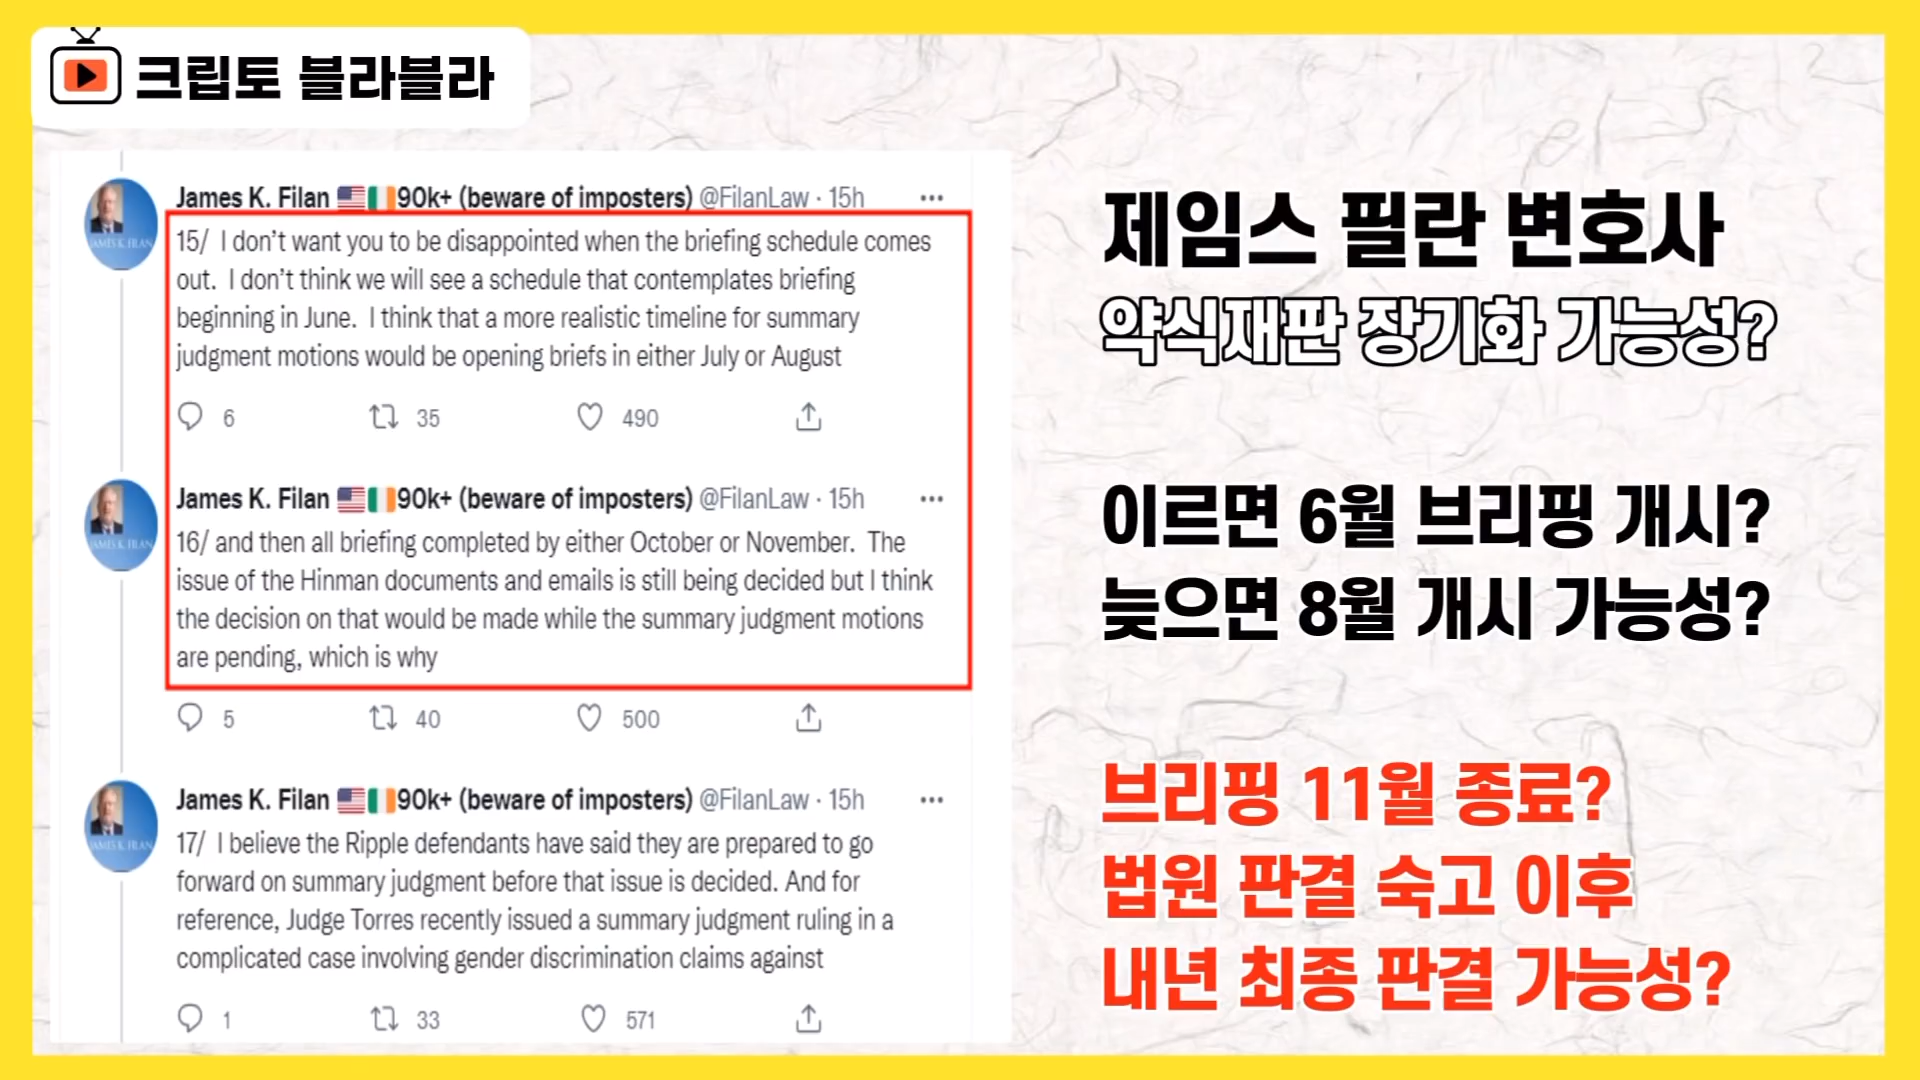 크립토 블라블라
James K. Filan 🇺🇸🇮🇪90k+ (beware of imposters) @FilanLaw · 15h
15/ I don’t want you to be disappointed when the briefing schedule comes
out. I don’t think we will see a schedule that contemplates briefing
beginning in June. I think that a more realistic timeline for summary
judgment motions would be opening briefs in either July or August
6 35 490
James K. Filan 🇺🇸🇮🇪90k+ (beware of imposters) @FilanLaw · 15h
16/ and then all briefing completed by either October or November. The
issue of the Hinman documents and emails is still being decided but I think
the decision on that would be made while the summary judgment motions
are pending, which is why
5 40 500
James K. Filan 🇺🇸🇮🇪90k+ (beware of imposters) @FilanLaw · 15h
17/ I believe the Ripple defendants have said they are prepared to go
forward on summary judgment before that issue is decided. And for
reference, Judge Torres recently issued a summary judgment ruling in a
complicated case involving gender discrimination claims against
1 33 571
제임스 필란 변호사
약식재판 장기화 가능성?
이르면 6월 브리핑 개시?
늦으면 8월 개시 가능성?
브리핑 11월 종료?
법원 판결 숙고 이후
내년 최종 판결 가능성?